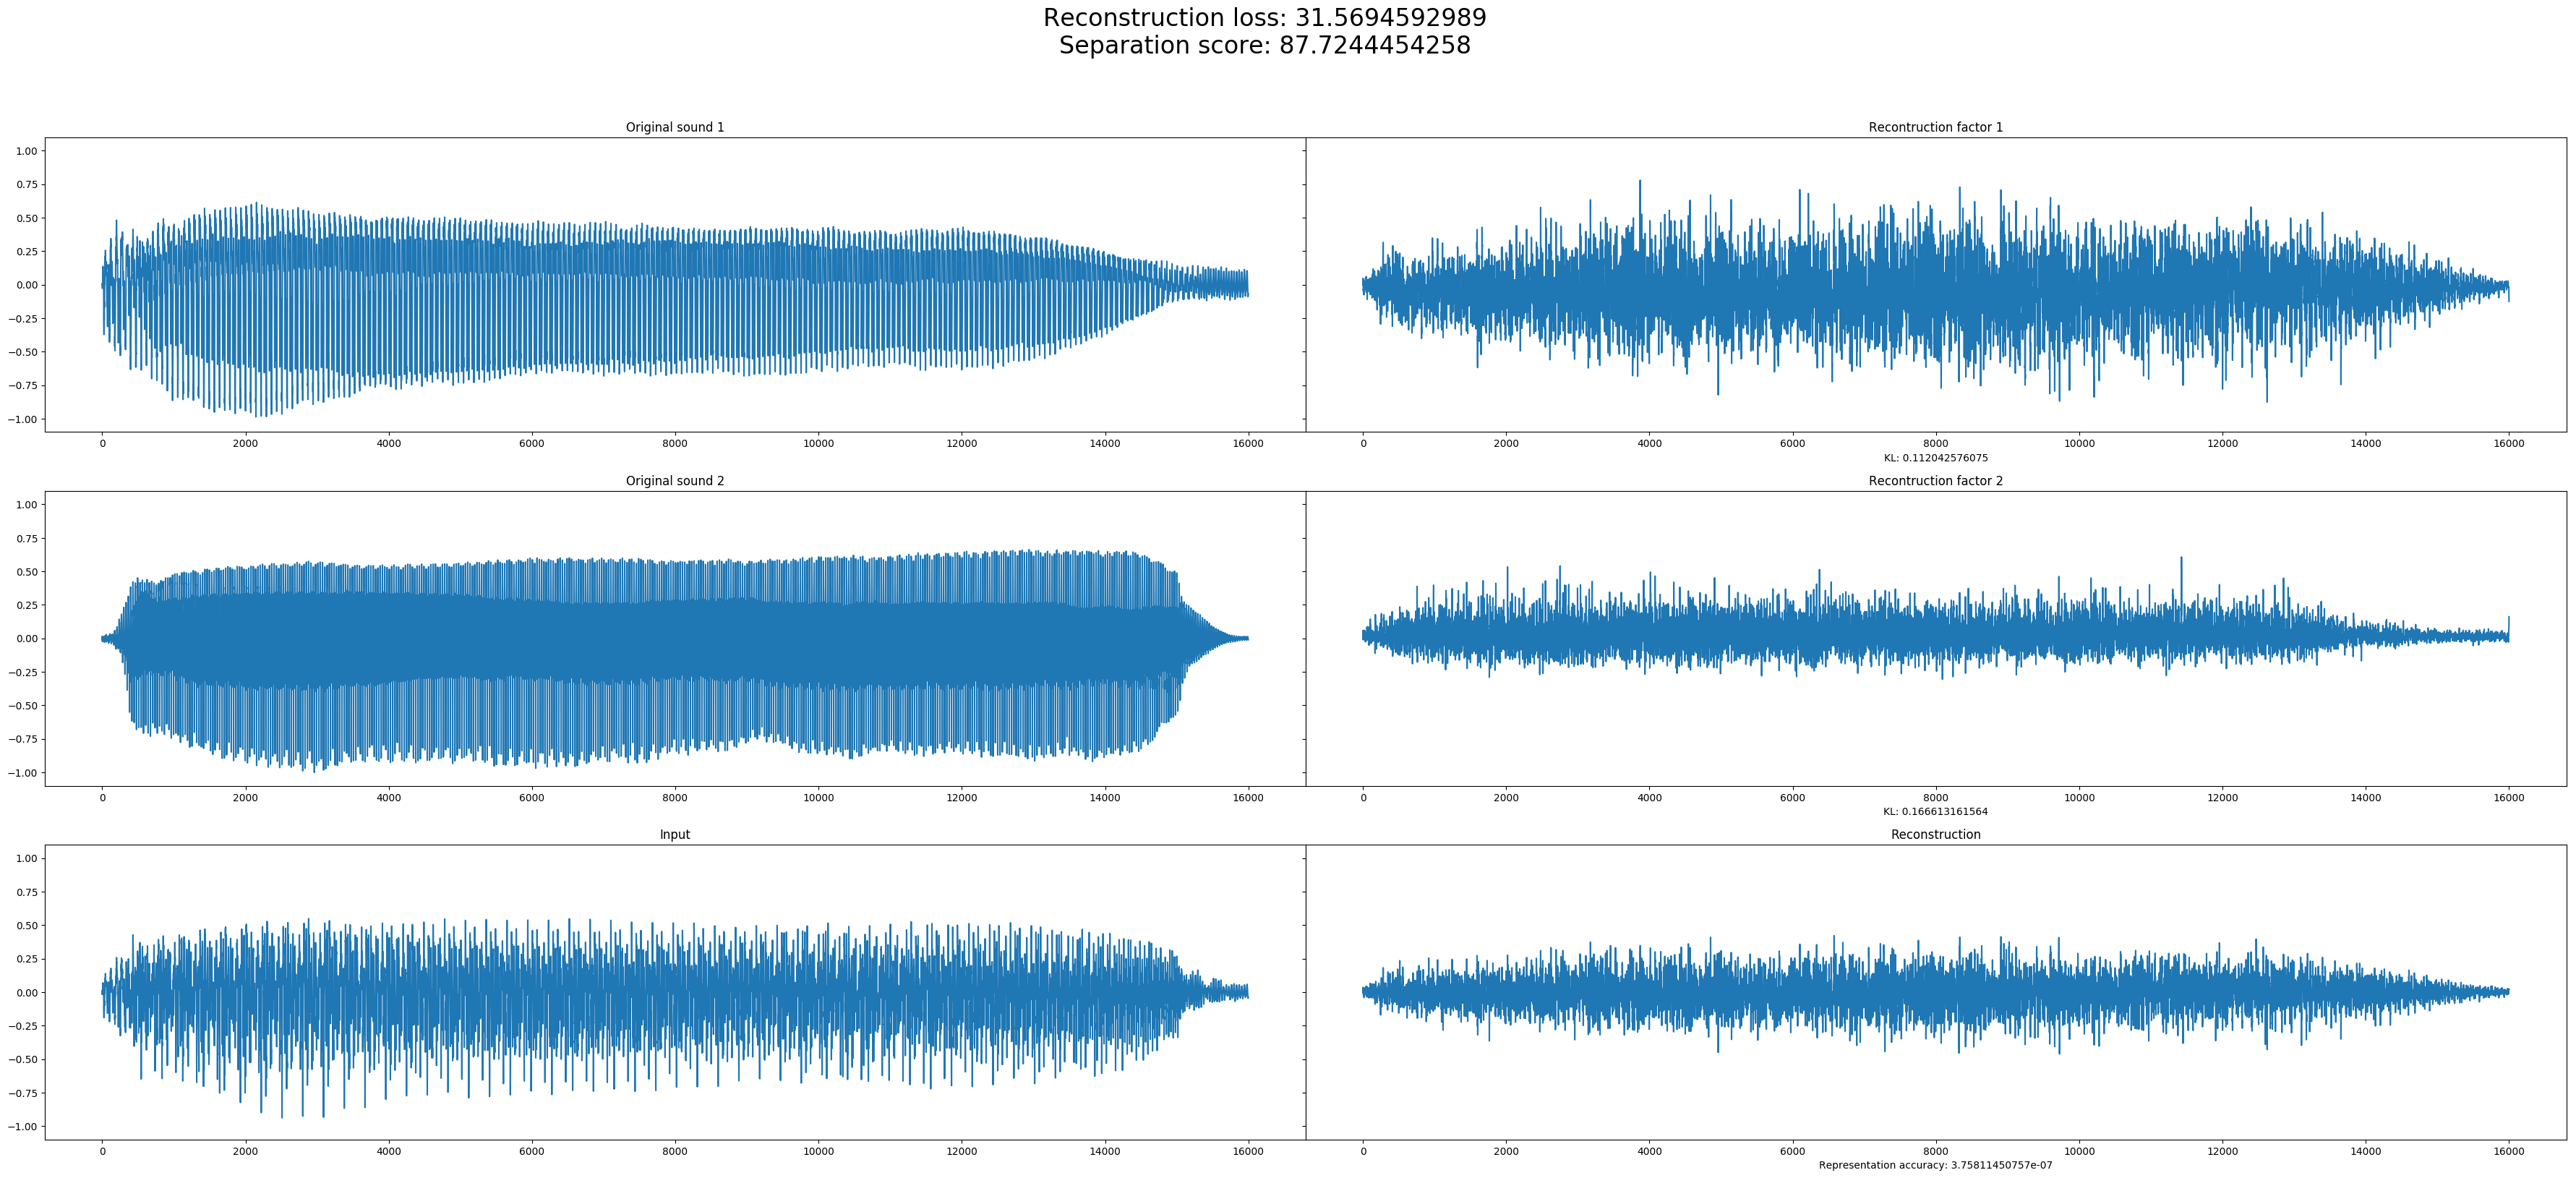 Reconstruction loss: 31.5694592989
Separation score: 87.7244454258
Original sound 1
Recontruction factor 1
1.00
0.75
0.50
0.25
0.00
−0.25
−0.50
−0.75
−1.00
0 2000 4000 6000 8000 10000 12000 14000 16000
0 2000 4000 6000 8000 10000 12000 14000 16000
KL: 0.112042576075
Original sound 2
Recontruction factor 2
1.00
0.75
0.50
0.25
0.00
−0.25
−0.50
−0.75
−1.00
0 2000 4000 6000 8000 10000 12000 14000 16000
0 2000 4000 6000 8000 10000 12000 14000 16000
KL: 0.166613161564
Input
Reconstruction
1.00
0.75
0.50
0.25
0.00
−0.25
−0.50
−0.75
−1.00
0 2000 4000 6000 8000 10000 12000 14000 16000
0 2000 4000 6000 8000 10000 12000 14000 16000
Representation accuracy: 3.75811450757e-07